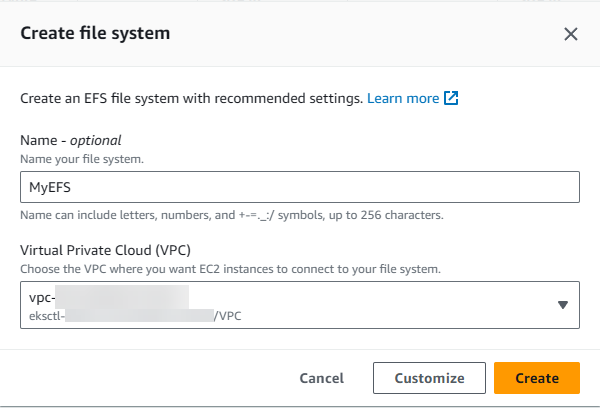 Create file system
Create an EFS file system with recommended settings. Learn more
Name - optional
Name your file system.
MyEFS
Name can include letters, numbers, and +-=._:/ symbols, up to 256 characters.
Virtual Private Cloud (VPC)
Choose the VPC where you want EC2 instances to connect to your file system.
vpc-
eksctl- /VPC
Cancel Customize Create